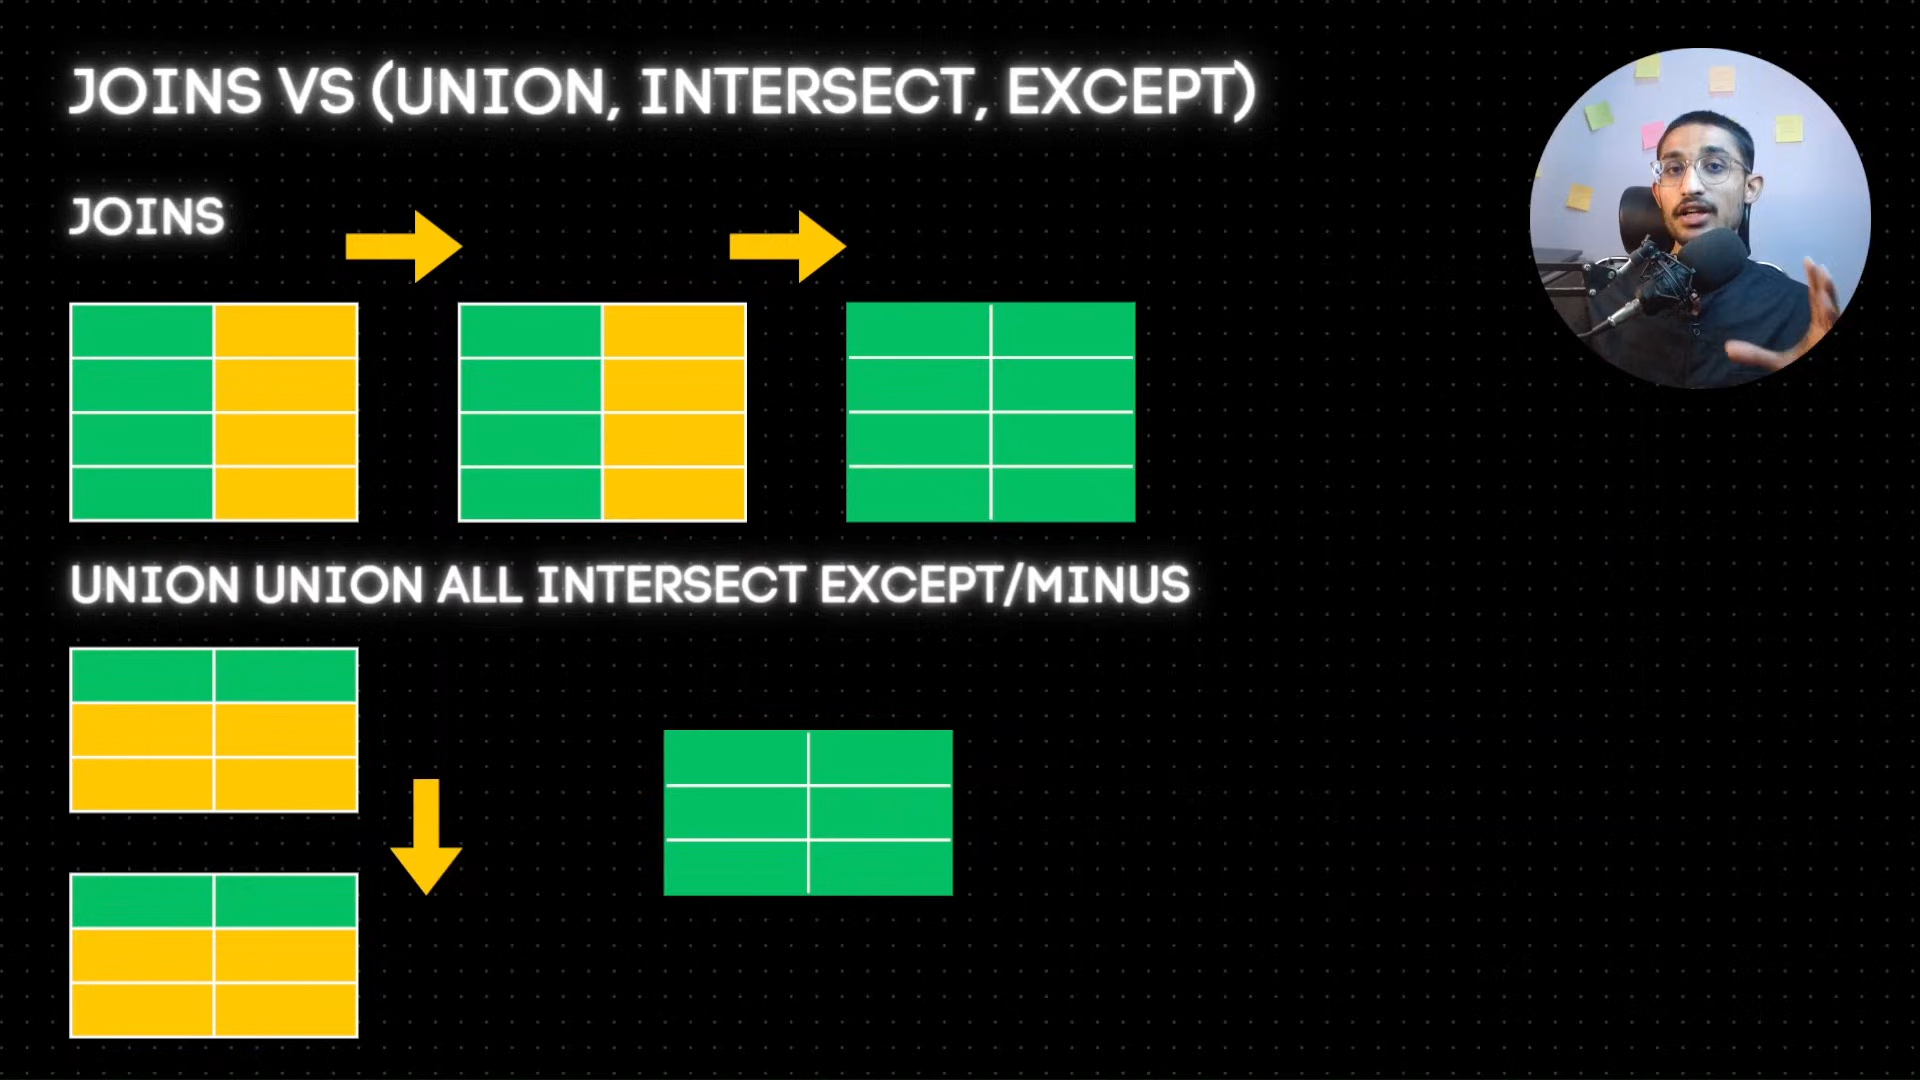 JOINS VS (UNION, INTERSECT, EXCEPT)
JOINS
UNION UNION ALL INTERSECT EXCEPT/MINUS